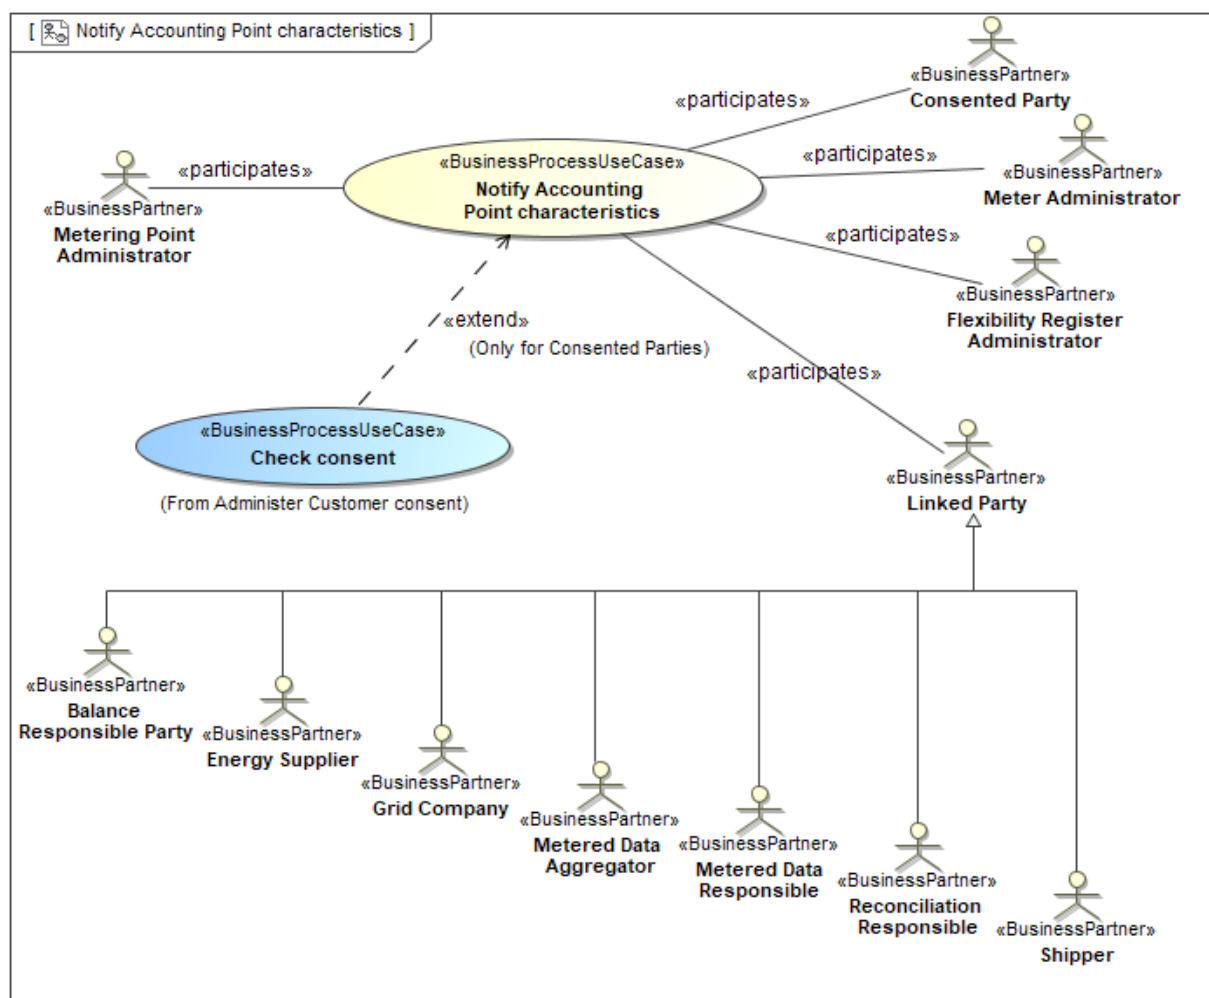 [ Notify Accounting Point characteristics ]
«BusinessPartner»
Consented Party
«participates»
«BusinessPartner»
Meter Administrator
«participates»
«BusinessProcessUseCase»
Notify Accounting
Point characteristics
«participates»
«BusinessPartner»
Metering Point
Administrator
«participates»
«BusinessPartner»
Flexibility Register
Administrator
«extend»
(Only for Consented Parties)
«participates»
«BusinessProcessUseCase»
Check consent
(From Administer Customer consent)
«BusinessPartner»
Linked Party
«BusinessPartner»
Balance
Responsible Party
«BusinessPartner»
Energy Supplier
«BusinessPartner»
Grid Company
«BusinessPartner»
Metered Data
Aggregator
«BusinessPartner»
Metered Data
Responsible
«BusinessPartner»
Reconciliation
Responsible
«BusinessPartner»
Shipper